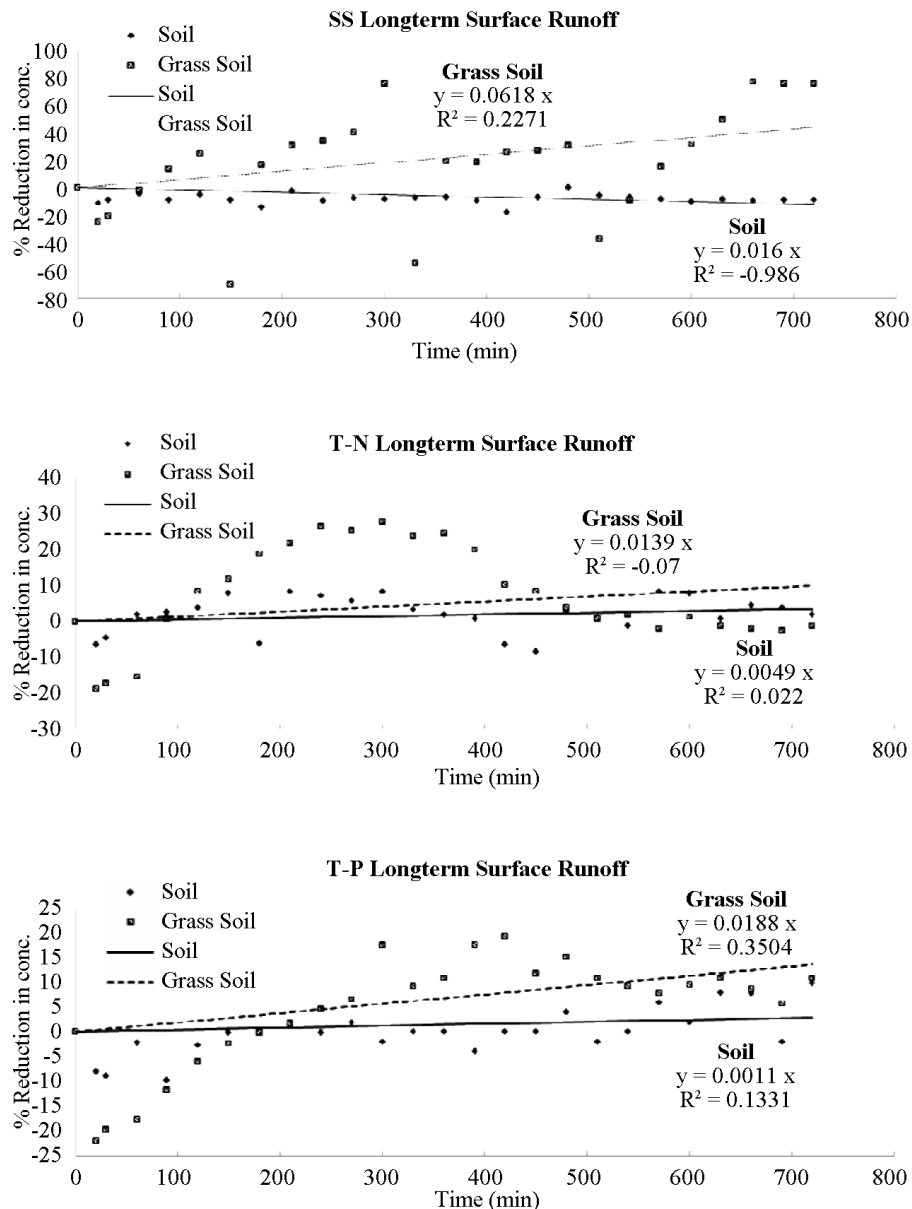 SS Longterm Surface Runoff
Soil
Grass Soil
Soil
Grass Soil
% Reduction in conc.
100
80
60
40
20
0
-20
-40
-60
-80
Grass Soil
y = 0.0618 x
R² = 0.2271
Soil
y = 0.016 x
R² = -0.986
0 100 200 300 400 500 600 700 800
Time (min)
T-N Longterm Surface Runoff
Soil
Grass Soil
Soil
Grass Soil
% Reduction in conc.
40
30
20
10
0
-10
-20
-30
Grass Soil
y = 0.0139 x
R² = -0.07
Soil
y = 0.0049 x
R² = 0.022
0 100 200 300 400 500 600 700 800
Time (min)
T-P Longterm Surface Runoff
Soil
Grass Soil
Soil
Grass Soil
% Reduction in conc.
25
20
15
10
5
0
-5
-10
-15
-20
25
Grass Soil
y = 0.0188 x
R² = 0.3504
Soil
y = 0.0011 x
R² = 0.1331
0 100 200 300 400 500 600 700 800
Time (min)